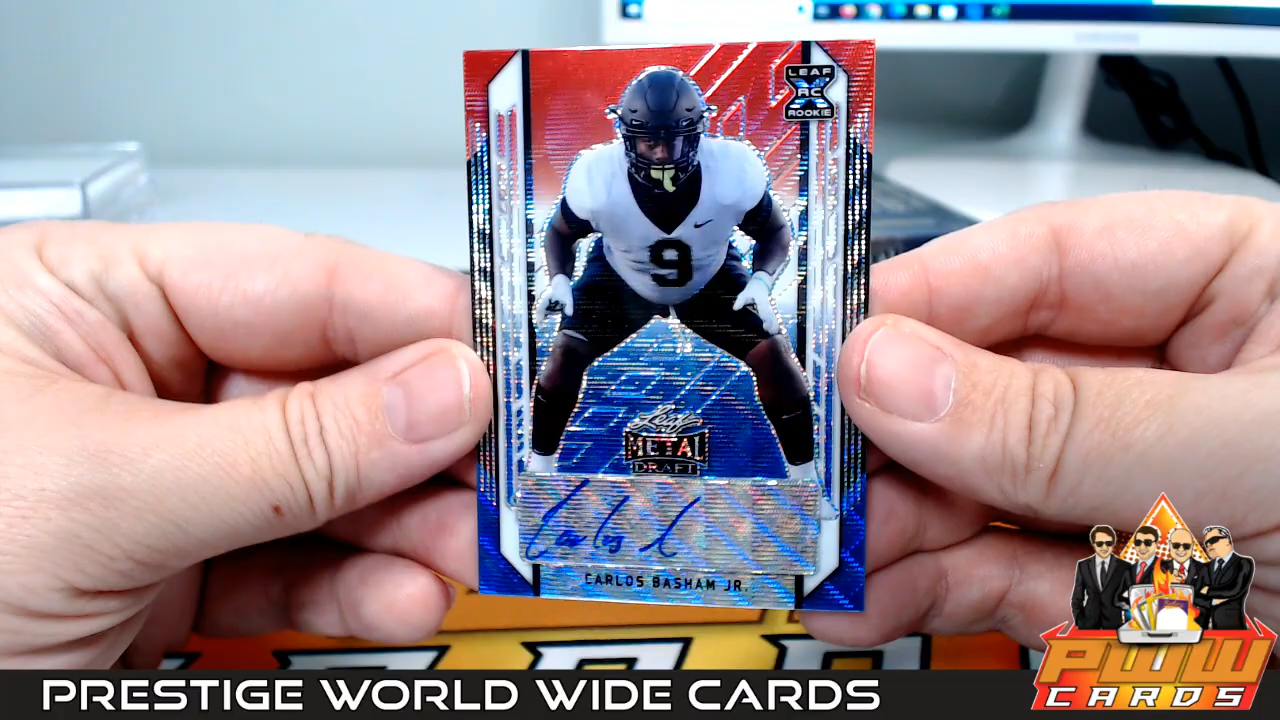 LEAF
RC
ROOKIE
9
Leaf
METAL
DRAFT
CARLOS BASHAM JR.
PRESTIGE WORLD WIDE CARDS
PWW
CARDS